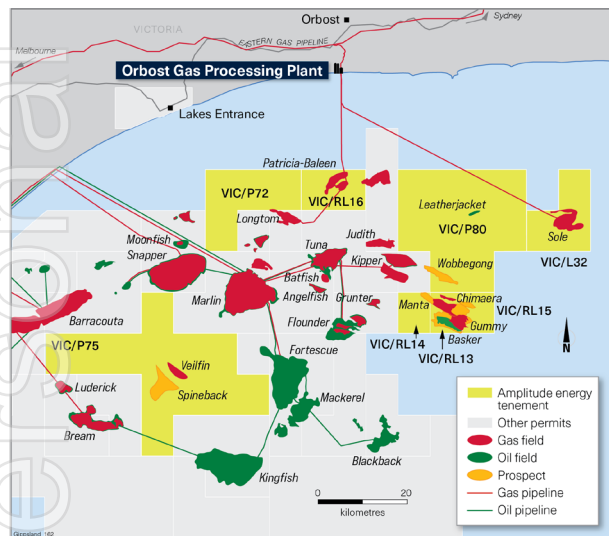 Orbost
Sydney
VICTORIA
EASTERN GAS PIPELINE
Melbourne
Orbost Gas Processing Plant
Lakes Entrance
Patricia-Baleen
VIC/P72
VIC/RL16
Leatherjacket
Longtom
VIC/P80
Sole
Moonfish
Tuna
Judith
Snapper
Kipper
Wobbegong
VIC/L32
Batfish
Marlin
Angelfish
Grunter
Manta
Chimaera
VIC/RL15
Barracouta
Flounder
Gummy
VIC/P75
VIC/RL14
Basker
Fortescue
VIC/RL13
N
Veilfin
Luderick
Spineback
Mackerel
Bream
Blackback
Kingfish
0 20
kilometres
Amplitude energy
tenement
Other permits
Gas field
Oil field
Prospect
Gas pipeline
Oil pipeline
Gippsland 162
ersonal